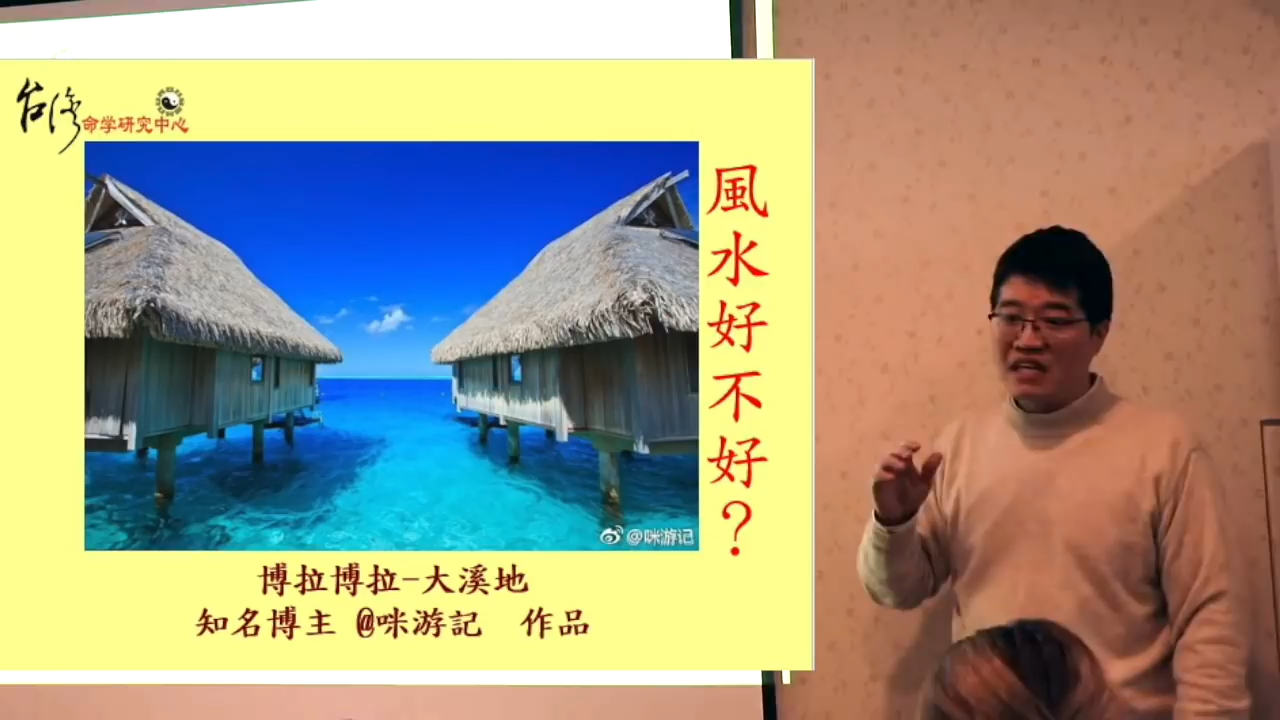 台灣
命学研究中心
風水好不好？
@咪游记
博拉博拉-大溪地
知名博主 @咪游記 作品